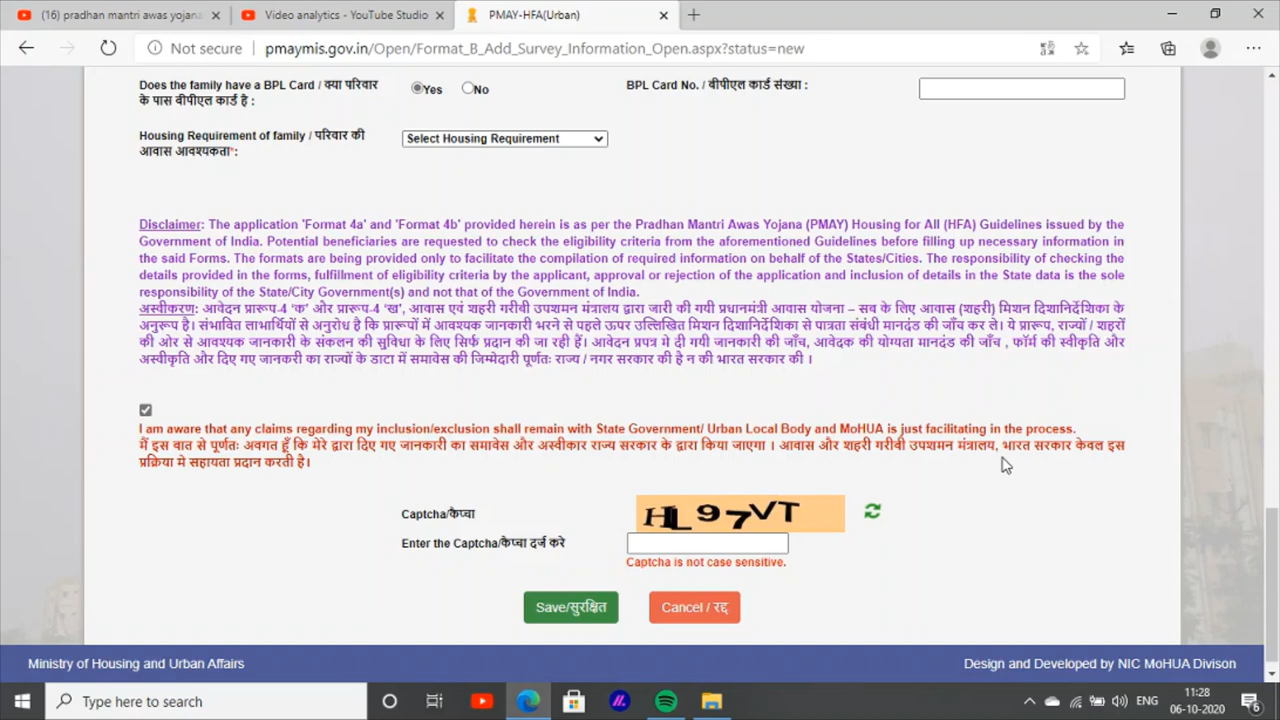 (16) pradhan mantri awas yojana
Video analytics - YouTube Studio
PMAY-HFA(Urban)
Not secure
pmaymis.gov.in/Open/Format_B_Add_Survey_Information_Open.aspx?status=new
Does the family have a BPL Card / क्या परिवार
के पास बीपीएल कार्ड है :
Yes
No
BPL Card No. / बीपीएल कार्ड संख्या :
Housing Requirement of family / परिवार की
आवास आवश्यकता*:
Select Housing Requirement
Disclaimer: The application 'Format 4a' and 'Format 4b' provided herein is as per the Pradhan Mantri Awas Yojana (PMAY) Housing for All (HFA) Guidelines issued by the
Government of India. Potential beneficiaries are requested to check the eligibility criteria from the aforementioned Guidelines before filling up necessary information in
the said Forms. The formats are being provided only to facilitate the compilation of required information on behalf of the States/Cities. The responsibility of checking the
details provided in the forms, fulfillment of eligibility criteria by the applicant, approval or rejection of the application and inclusion of details in the State data is the sole
responsibility of the State/City Government(s) and not that of the Government of India.
अस्वीकरण: आवेदन प्रारूप-4 ‘क’ और प्रारूप-4 ‘ख’, आवास एवं शहरी गरीबी उपशमन मंत्रालय द्वारा जारी की गयी प्रधानमंत्री आवास योजना – सब के लिए आवास (शहरी) मिशन दिशानिर्देशिका के
अनुरूप है। संभावित लाभार्थियों से अनुरोध है कि प्रारूपों में आवश्यक जानकारी भरने से पहले ऊपर उल्लिखित मिशन दिशानिर्देशिका से पात्रता संबंधी मानदंड की जाँच कर ले। ये प्रारूप, राज्यों / शहरों
की ओर से आवश्यक जानकारी के संकलन की सुविधा के लिए सिर्फ प्रदान की जा रही हैं। आवेदन प्रपत्र मे दी गयी जानकारी की जाँच, आवेदक की योग्यता मानदंड की जाँच , फॉर्म की स्वीकृति और
अस्वीकृति और दिए गए जानकरी का राज्यों के डाटा में समावेस की जिम्मेदारी पूर्णतः राज्य / नगर सरकार की है न की भारत सरकार की ।
I am aware that any claims regarding my inclusion/exclusion shall remain with State Government/ Urban Local Body and MoHUA is just facilitating in the process.
मैं इस बात से पूर्णतः अवगत हूँ कि मेरे द्वारा दिए गए जानकारी का समावेस और अस्वीकार राज्य सरकार के द्वारा किया जाएगा । आवास और शहरी गरीबी उपशमन मंत्रालय, भारत सरकार केवल इस
प्रक्रिया मे सहायता प्रदान करती है।
Captcha/कैप्चा
HL97VT
Enter the Captcha/कैप्चा दर्ज करे
Captcha is not case sensitive.
Save/सुरक्षित
Cancel / रद्द
Ministry of Housing and Urban Affairs
Design and Developed by NIC MoHUA Divison
Type here to search
ENG
11:28
06-10-2020
6